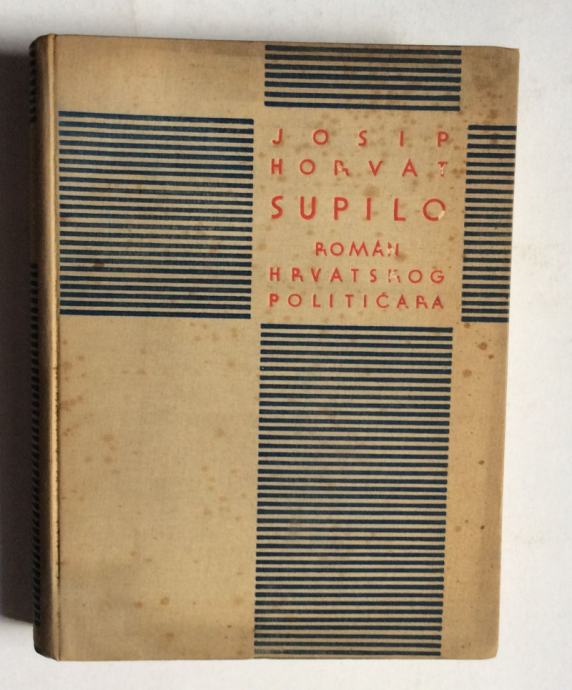 JOSIP
HORVAT
SUPILO
ROMAN
HRVATSKOG
POLITIČARA